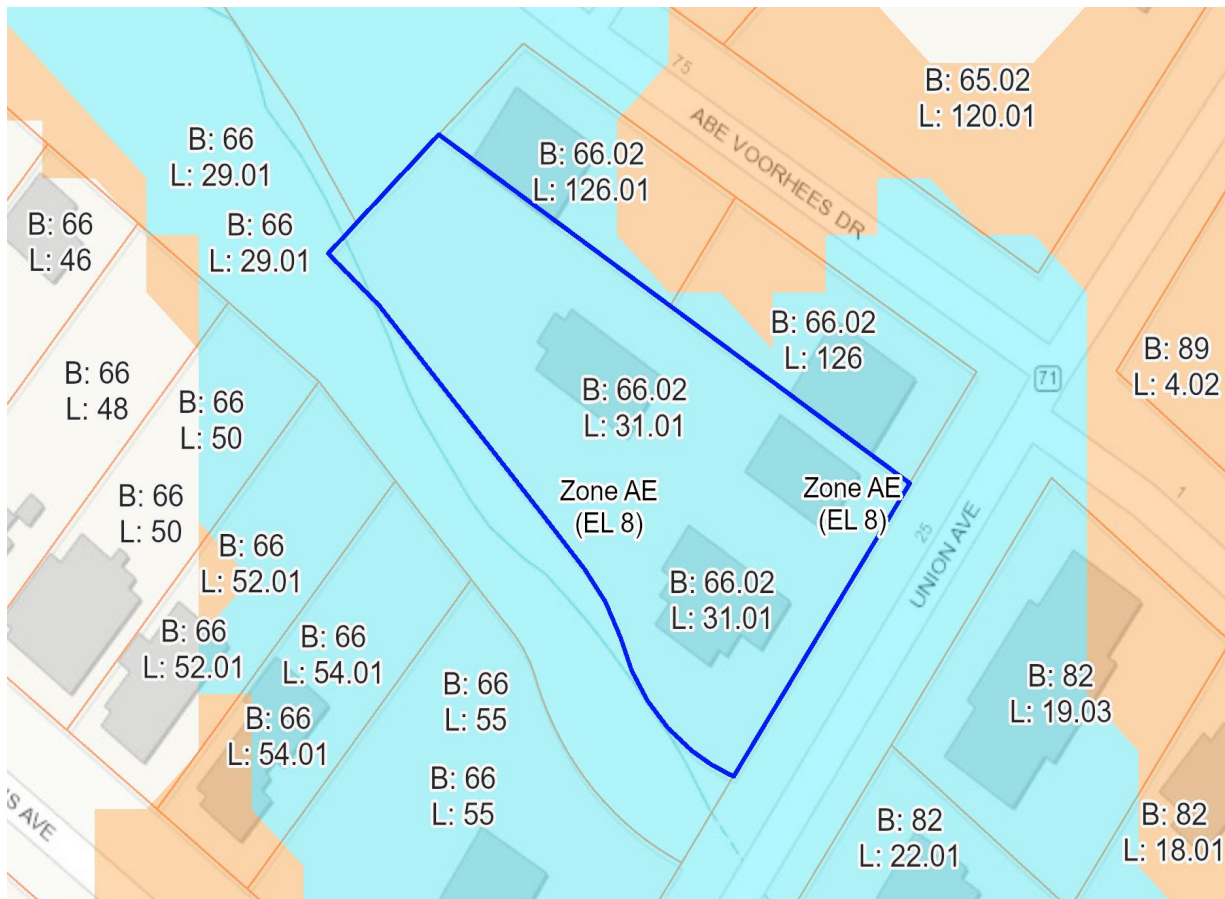 75
ABE VOORHEES DR
B: 65.02
L: 120.01
B: 66
L: 29.01
B: 66.02
L: 126.01
B: 66
L: 46
B: 66
L: 29.01
B: 66.02
L: 126
B: 89
L: 4.02
71
B: 66
L: 48
B: 66
L: 50
B: 66.02
L: 31.01
B: 66
L: 50
Zone AE
(EL 8)
Zone AE
(EL 8)
1
25
UNION AVE
B: 66
L: 52.01
B: 66.02
L: 31.01
B: 66
L: 52.01
B: 66
L: 54.01
B: 66
L: 55
B: 82
L: 19.03
B: 66
L: 54.01
B: 66
L: 55
S AVE
B: 82
L: 22.01
B: 82
L: 18.01